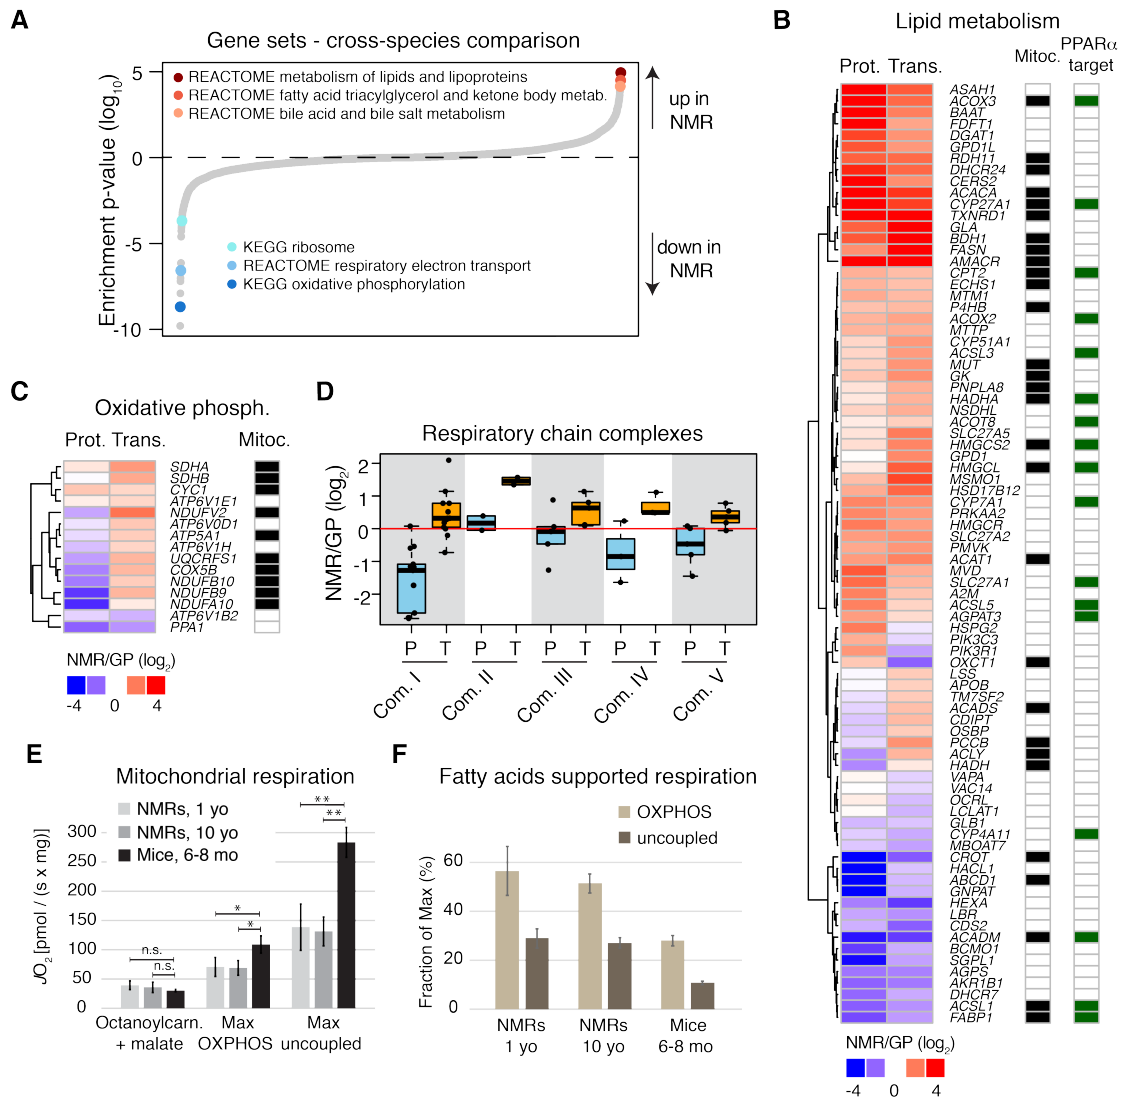 A
Gene sets - cross-species comparison
Enrichment p-value (log10)
5
0
-5
-10
REACTOME metabolism of lipids and lipoproteins
REACTOME fatty acid triacylglycerol and ketone body metab.
REACTOME bile acid and bile salt metabolism
KEGG ribosome
REACTOME respiratory electron transport
KEGG oxidative phosphorylation
up in
NMR
down in
NMR
B
Lipid metabolism
Prot. Trans.
Mitoc.
PPARα
target
ASAH1
ACOX3
BAAT
FDFT1
DGAT1
GPD1L
RDH11
DHCR24
CERS2
ACACA
CYP27A1
TXNRD1
GLA
BDH1
FASN
AMACR
CPT2
ECHS1
MTM1
P4HB
ACOX2
MTTP
CYP51A1
ACSL3
MUT
GK
PNPLA8
HADHA
NSDHL
ACOT8
SLC27A5
HMGCS2
GPD1
HMGCL
MSMO1
HSD17B12
CYP7A1
PRKAA2
HMGCR
SLC27A2
PMVK
ACAT1
MVD
SLC27A1
A2M
ACSL5
AGPAT3
HSPG2
PIK3C3
PIK3R1
OXCT1
LSS
APOB
TM7SF2
ACADS
CDIPT
OSBP
PCCB
ACLY
HADH
VAPA
VAC14
OCRL
LCLAT1
GLB1
CYP4A11
MBOAT7
CROT
HACL1
ABCD1
GNPAT
HEXA
LBR
CDS2
ACADM
BCMO1
SGPL1
AGPS
AKR1B1
DHCR7
ACSL1
FABP1
NMR/GP (log2)
-4 0 4
C
Oxidative phosph.
Prot. Trans.
Mitoc.
SDHA
SDHB
CYC1
ATP6V1E1
NDUFV2
ATP6V0D1
ATP5A1
ATP6V1H
UQCRFS1
COX5B
NDUFB10
NDUFB9
NDUFA10
ATP6V1B2
PPA1
NMR/GP (log2)
-4 0 4
D
Respiratory chain complexes
NMR/GP (log2)
2
1
0
-1
-2
P T P T P T P T P T
Com. I
Com. II
Com. III
Com. IV
Com. V
E
Mitochondrial respiration
NMRs, 1 yo
NMRs, 10 yo
Mice, 6-8 mo
JO2 [pmol / (s x mg)]
300
250
200
150
100
50
0
n.s.
n.s.
*
*
**
**
Octanoylcarn.
+ malate
Max
OXPHOS
Max
uncoupled
F
Fatty acids supported respiration
OXPHOS
uncoupled
Fraction of Max (%)
60
40
20
0
NMRs
1 yo
NMRs
10 yo
Mice
6-8 mo